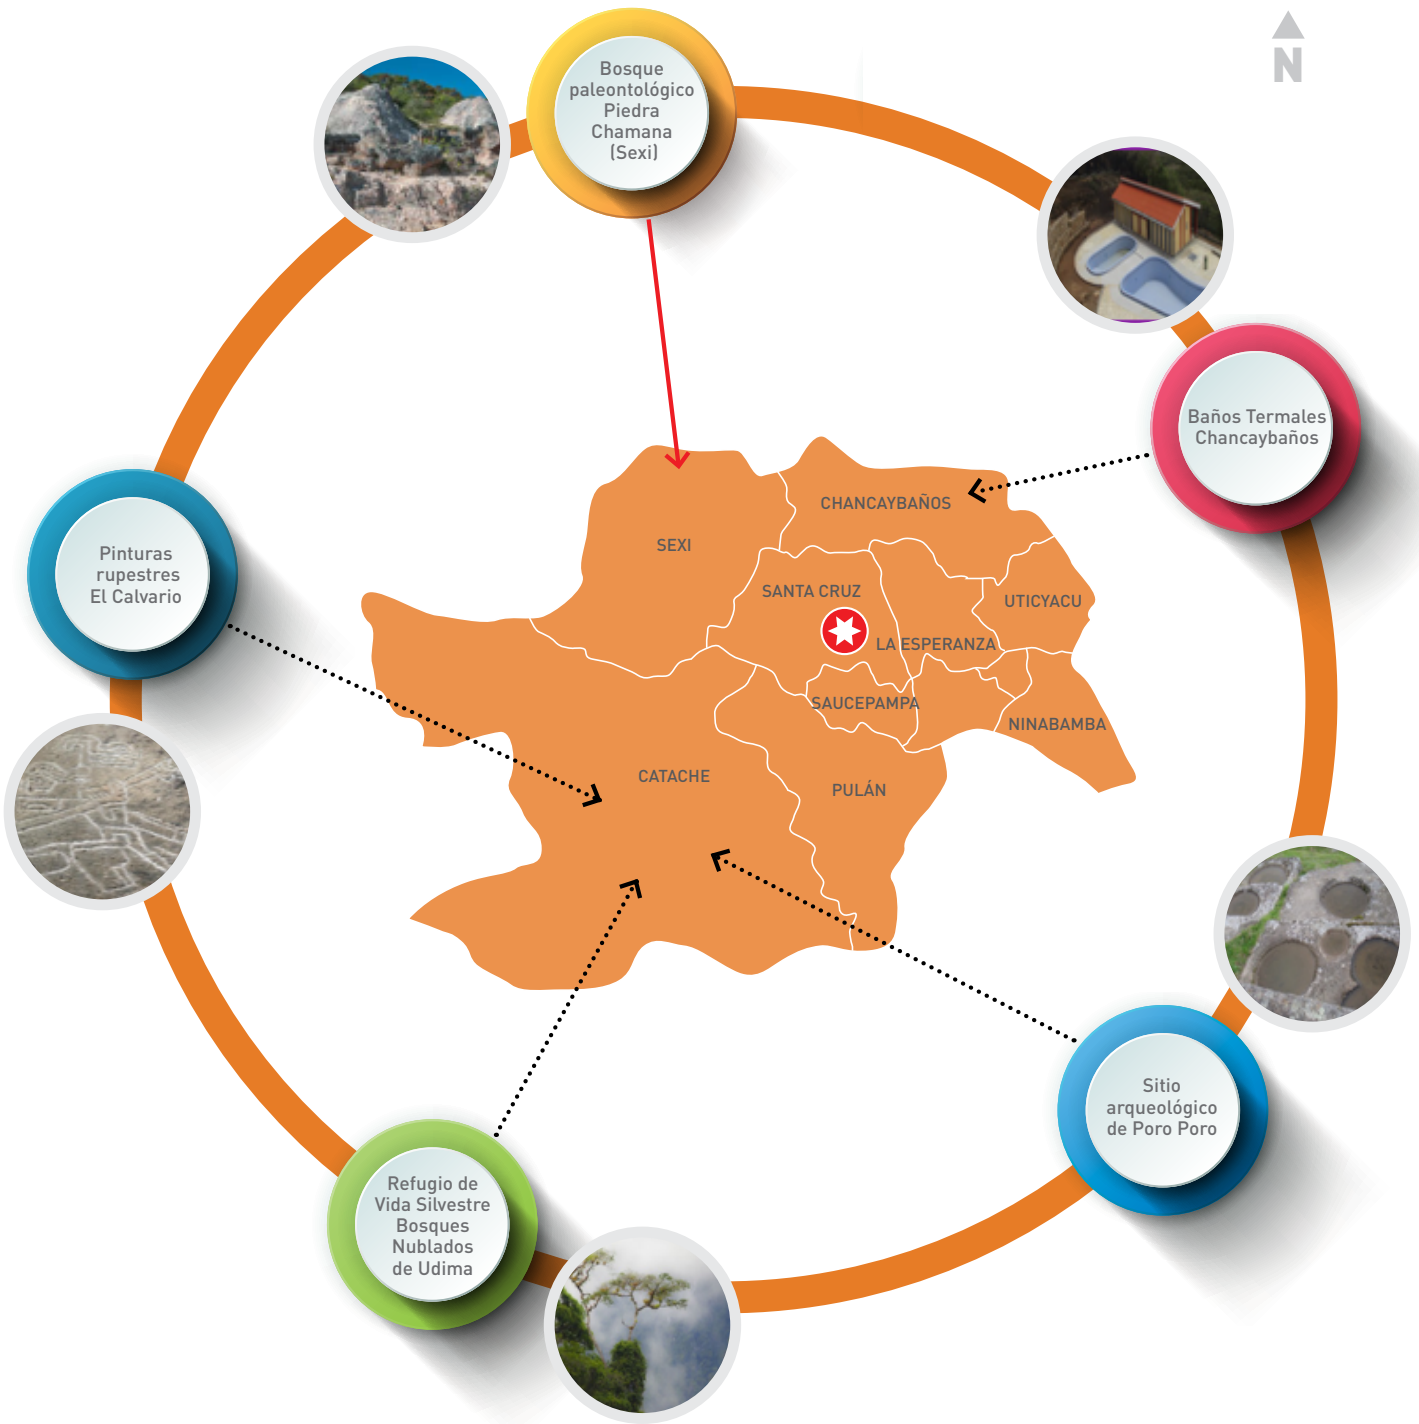 N
Bosque
paleontológico
Piedra
Chamana
(Sexi)
Baños Termales
Chancaybaños
Pinturas
rupestres
El Calvario
CHANCAYBAÑOS
SEXI
SANTA CRUZ
UTICYACU
LA ESPERANZA
SAUCEPAMPA
NINABAMBA
CATACHE
PULÁN
Sitio
arqueológico
de Poro Poro
Refugio de
Vida Silvestre
Bosques
Nublados
de Udima